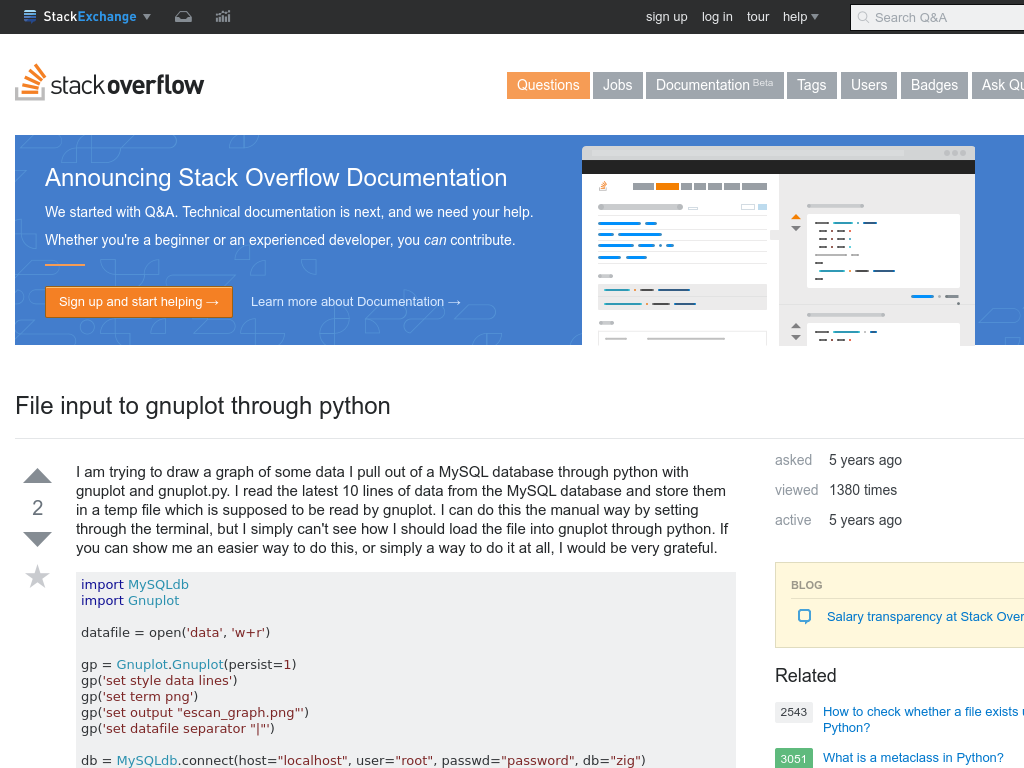 StackExchange
sign up log in tour help
Search Q&A
stackoverflow
Questions Jobs Documentation Beta Tags Users Badges Ask Qu
Announcing Stack Overflow Documentation
We started with Q&A. Technical documentation is next, and we need your help.
Whether you're a beginner or an experienced developer, you can contribute.
Sign up and start helping → Learn more about Documentation →
File input to gnuplot through python
2
I am trying to draw a graph of some data I pull out of a MySQL database through python with
gnuplot and gnuplot.py. I read the latest 10 lines of data from the MySQL database and store them
in a temp file which is supposed to be read by gnuplot. I can do this the manual way by setting
through the terminal, but I simply can't see how I should load the file into gnuplot through python. If
you can show me an easier way to do this, or simply a way to do it at all, I would be very grateful.
import MySQLdb
import Gnuplot
datafile = open('data', 'w+r')
gp = Gnuplot.Gnuplot(persist=1)
gp('set style data lines')
gp('set term png')
gp('set output "escan_graph.png"')
gp('set datafile separator "|"')
db = MySQLdb.connect(host="localhost", user="root", passwd="password", db="zig")
asked 5 years ago
viewed 1380 times
active 5 years ago
BLOG
Salary transparency at Stack Over
Related
2543 How to check whether a file exists u
Python?
3051 What is a metaclass in Python?